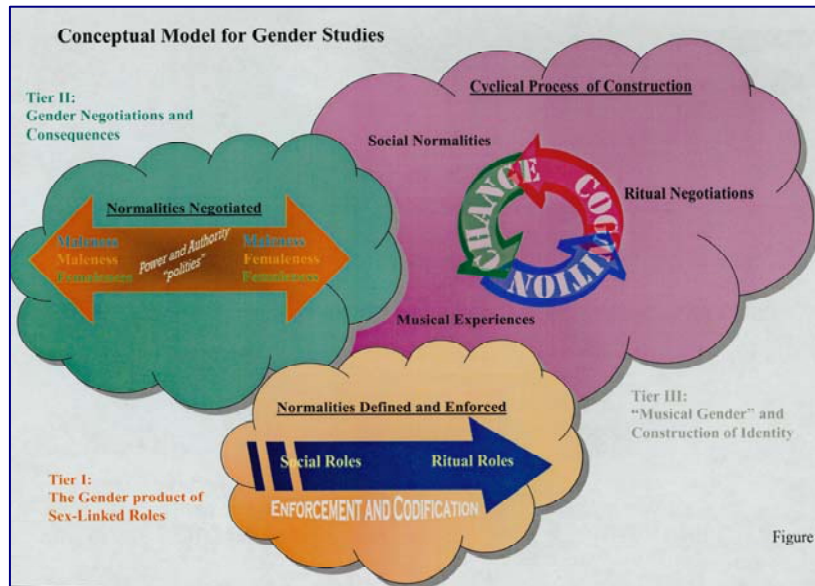 Conceptual Model for Gender Studies
Tier II:
Gender Negotiations and
Consequences
Cyclical Process of Construction
Social Normalities
CHANGE
COGNITION
Ritual Negotiations
Musical Experiences
Normalities Negotiated
Maleness
Maleness
Femaleness
Power and Authority
"politics"
Maleness
Femaleness
Femaleness
Normalities Defined and Enforced
Social Roles
Ritual Roles
ENFORCEMENT AND CODIFICATION
Tier III:
"Musical Gender" and
Construction of Identity
Tier I:
The Gender product of
Sex-Linked Roles
Figure